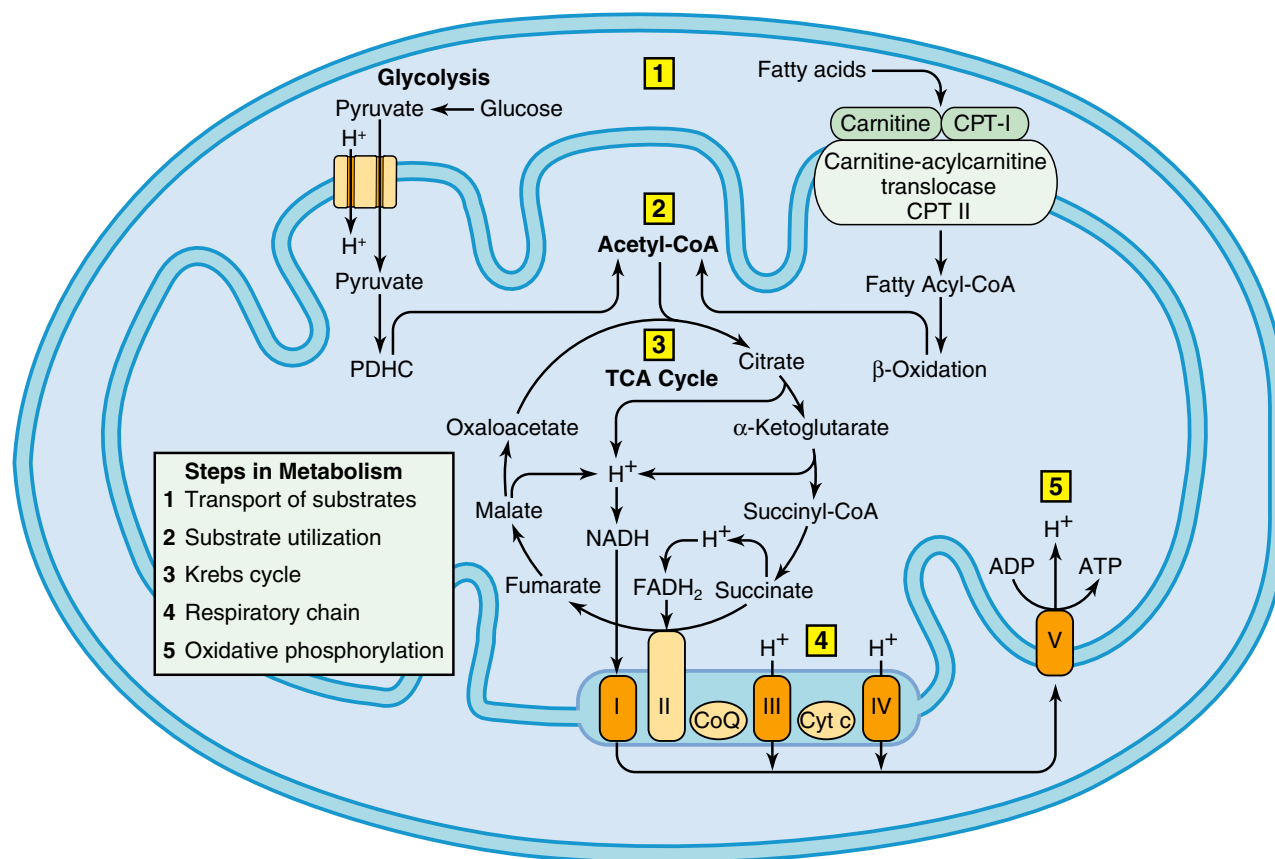 1
Fatty acids
Glycolysis
Pyruvate
Glucose
H⁺
Carnitine
CPT-I
Carnitine-acylcarnitine
translocase
CPT II
2
Acetyl-CoA
H⁺
Pyruvate
Fatty Acyl-CoA
3
TCA Cycle
Citrate
PDHC
β-Oxidation
Oxaloacetate
α-Ketoglutarate
H⁺
Malate
Succinyl-CoA
NADH
H⁺
Fumarate
FADH₂
Succinate
Steps in Metabolism
1 Transport of substrates
2 Substrate utilization
3 Krebs cycle
4 Respiratory chain
5 Oxidative phosphorylation
5
H⁺
ADP
ATP
V
4
H⁺
H⁺
I
II
CoQ
III
Cyt c
IV